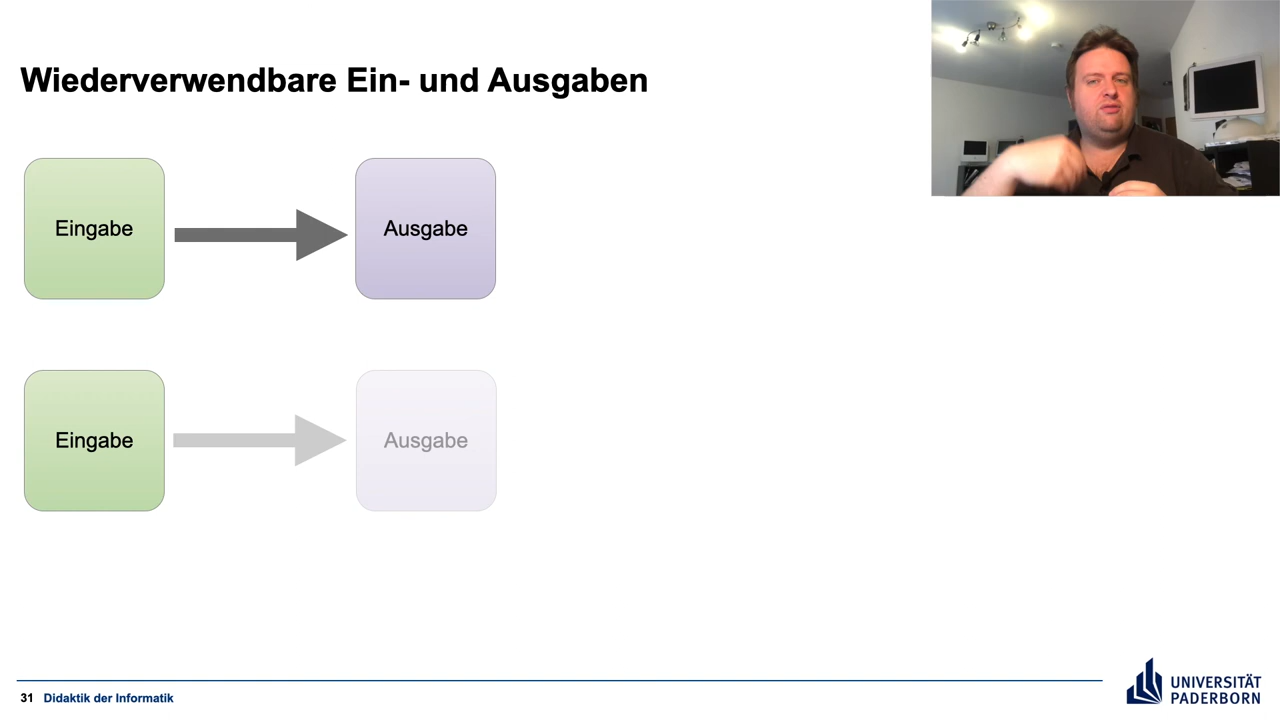 Wiederverwendbare Ein- und Ausgaben
Eingabe
Ausgabe
Eingabe
Ausgabe
31 Didaktik der Informatik
UNIVERSITÄT
PADERBORN